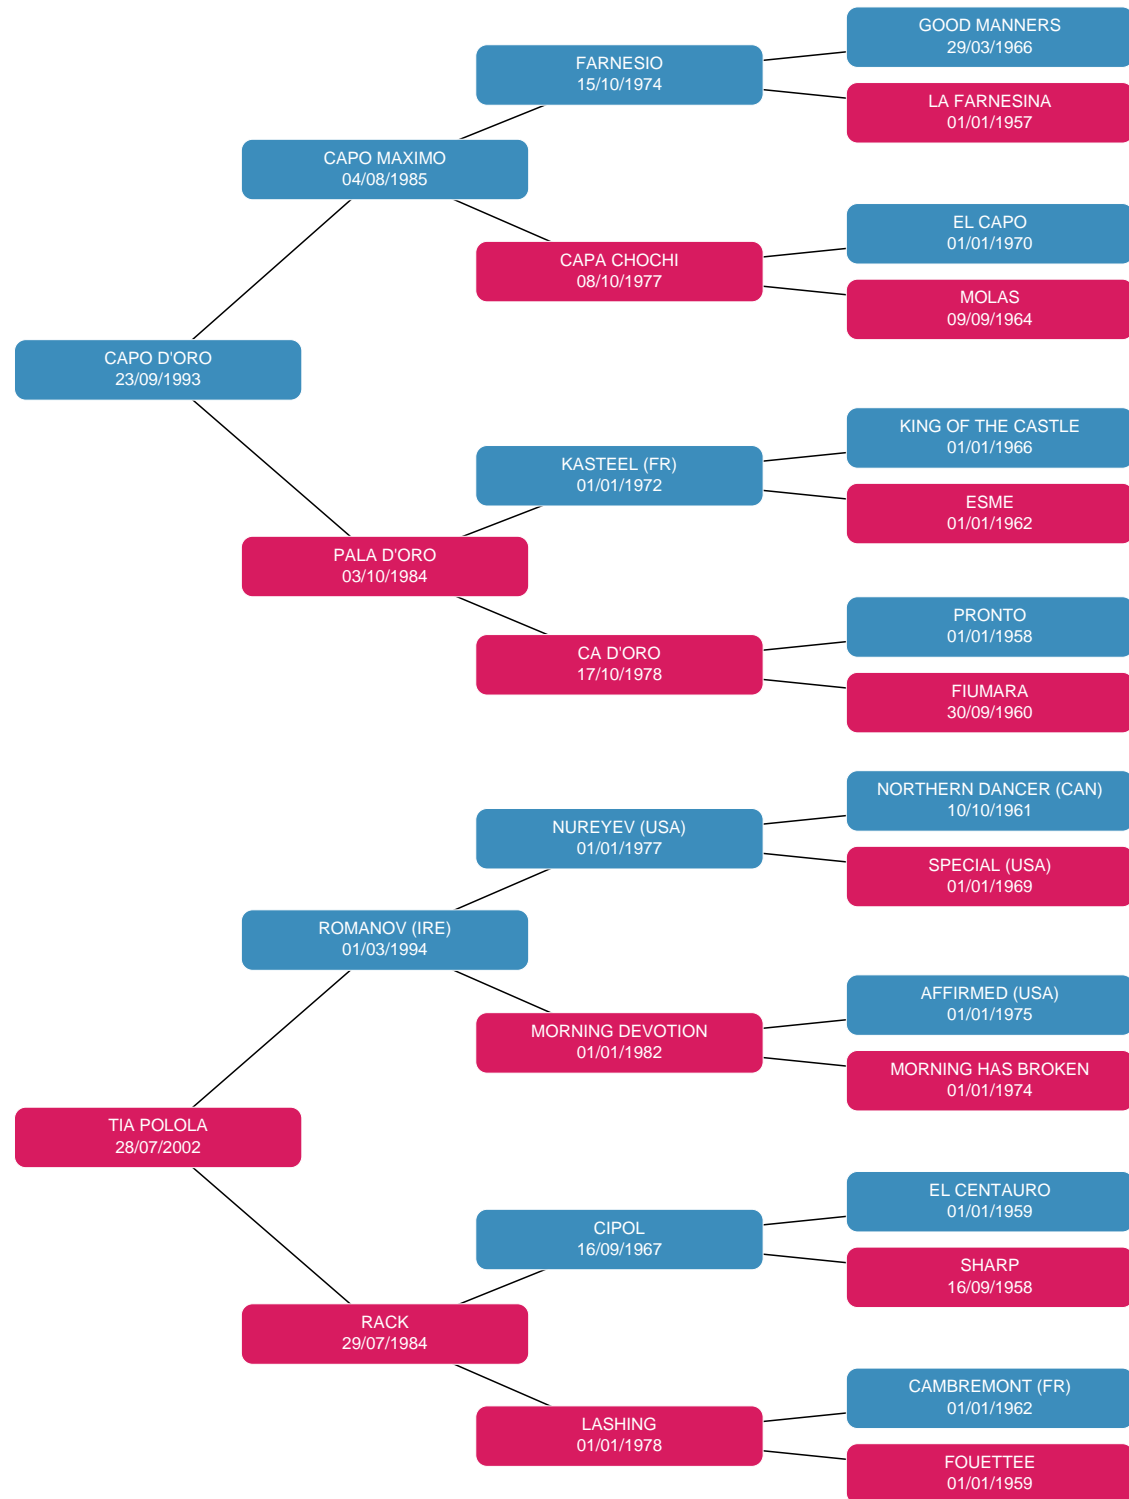 GOOD MANNERS
29/03/1966
FARNESIO
15/10/1974
LA FARNESINA
01/01/1957
CAPO MAXIMO
04/08/1985
EL CAPO
01/01/1970
CAPA CHOCHI
08/10/1977
MOLAS
09/09/1964
CAPO D'ORO
23/09/1993
KING OF THE CASTLE
01/01/1966
KASTEEL (FR)
01/01/1972
ESME
01/01/1962
PALA D'ORO
03/10/1984
PRONTO
01/01/1958
CA D'ORO
17/10/1978
FIUMARA
30/09/1960
NORTHERN DANCER (CAN)
10/10/1961
NUREYEV (USA)
01/01/1977
SPECIAL (USA)
01/01/1969
ROMANOV (IRE)
01/03/1994
AFFIRMED (USA)
01/01/1975
MORNING DEVOTION
01/01/1982
MORNING HAS BROKEN
01/01/1974
TIA POLOLA
28/07/2002
EL CENTAURO
01/01/1959
CIPOL
16/09/1967
SHARP
16/09/1958
RACK
29/07/1984
CAMBREMONT (FR)
01/01/1962
LASHING
01/01/1978
FOUETTEE
01/01/1959